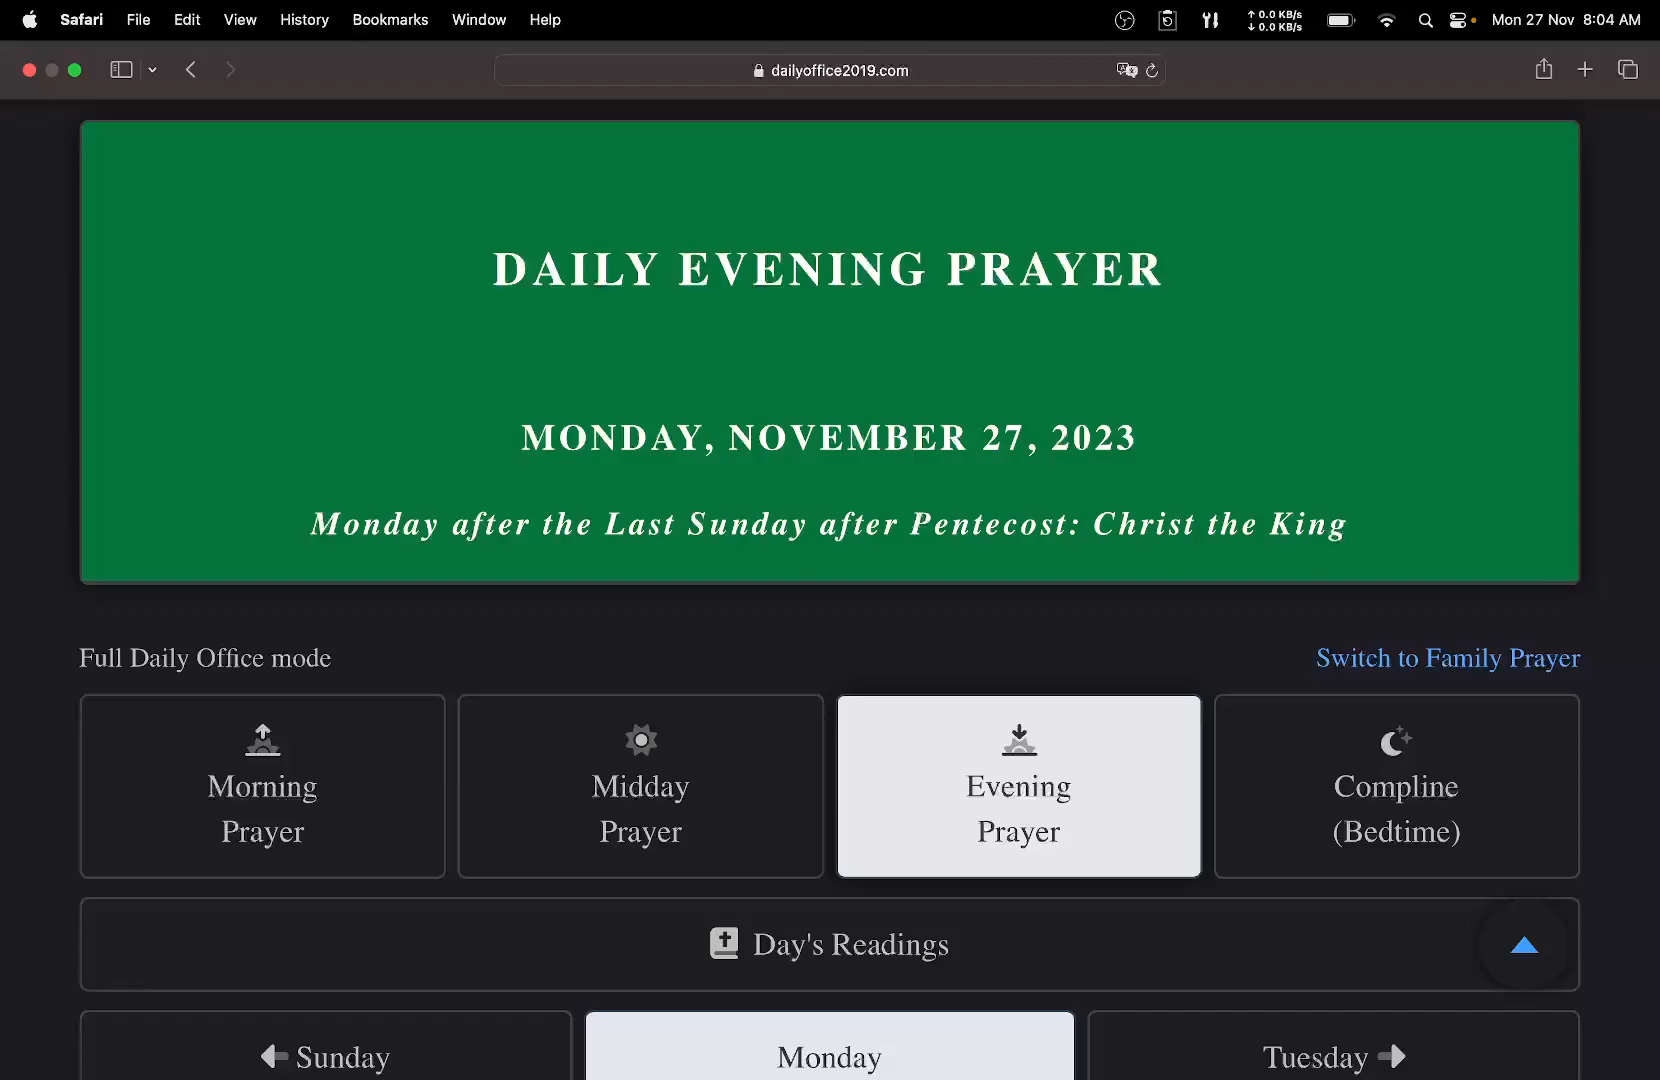 Safari File Edit View History Bookmarks Window Help
↑ 0.0 KB/s
↓ 0.0 KB/s
Mon 27 Nov 8:04 AM
dailyoffice2019.com
DAILY EVENING PRAYER
MONDAY, NOVEMBER 27, 2023
Monday after the Last Sunday after Pentecost: Christ the King
Full Daily Office mode
Switch to Family Prayer
Morning
Prayer
Midday
Prayer
Evening
Prayer
Compline
(Bedtime)
Day's Readings
Sunday
Monday
Tuesday